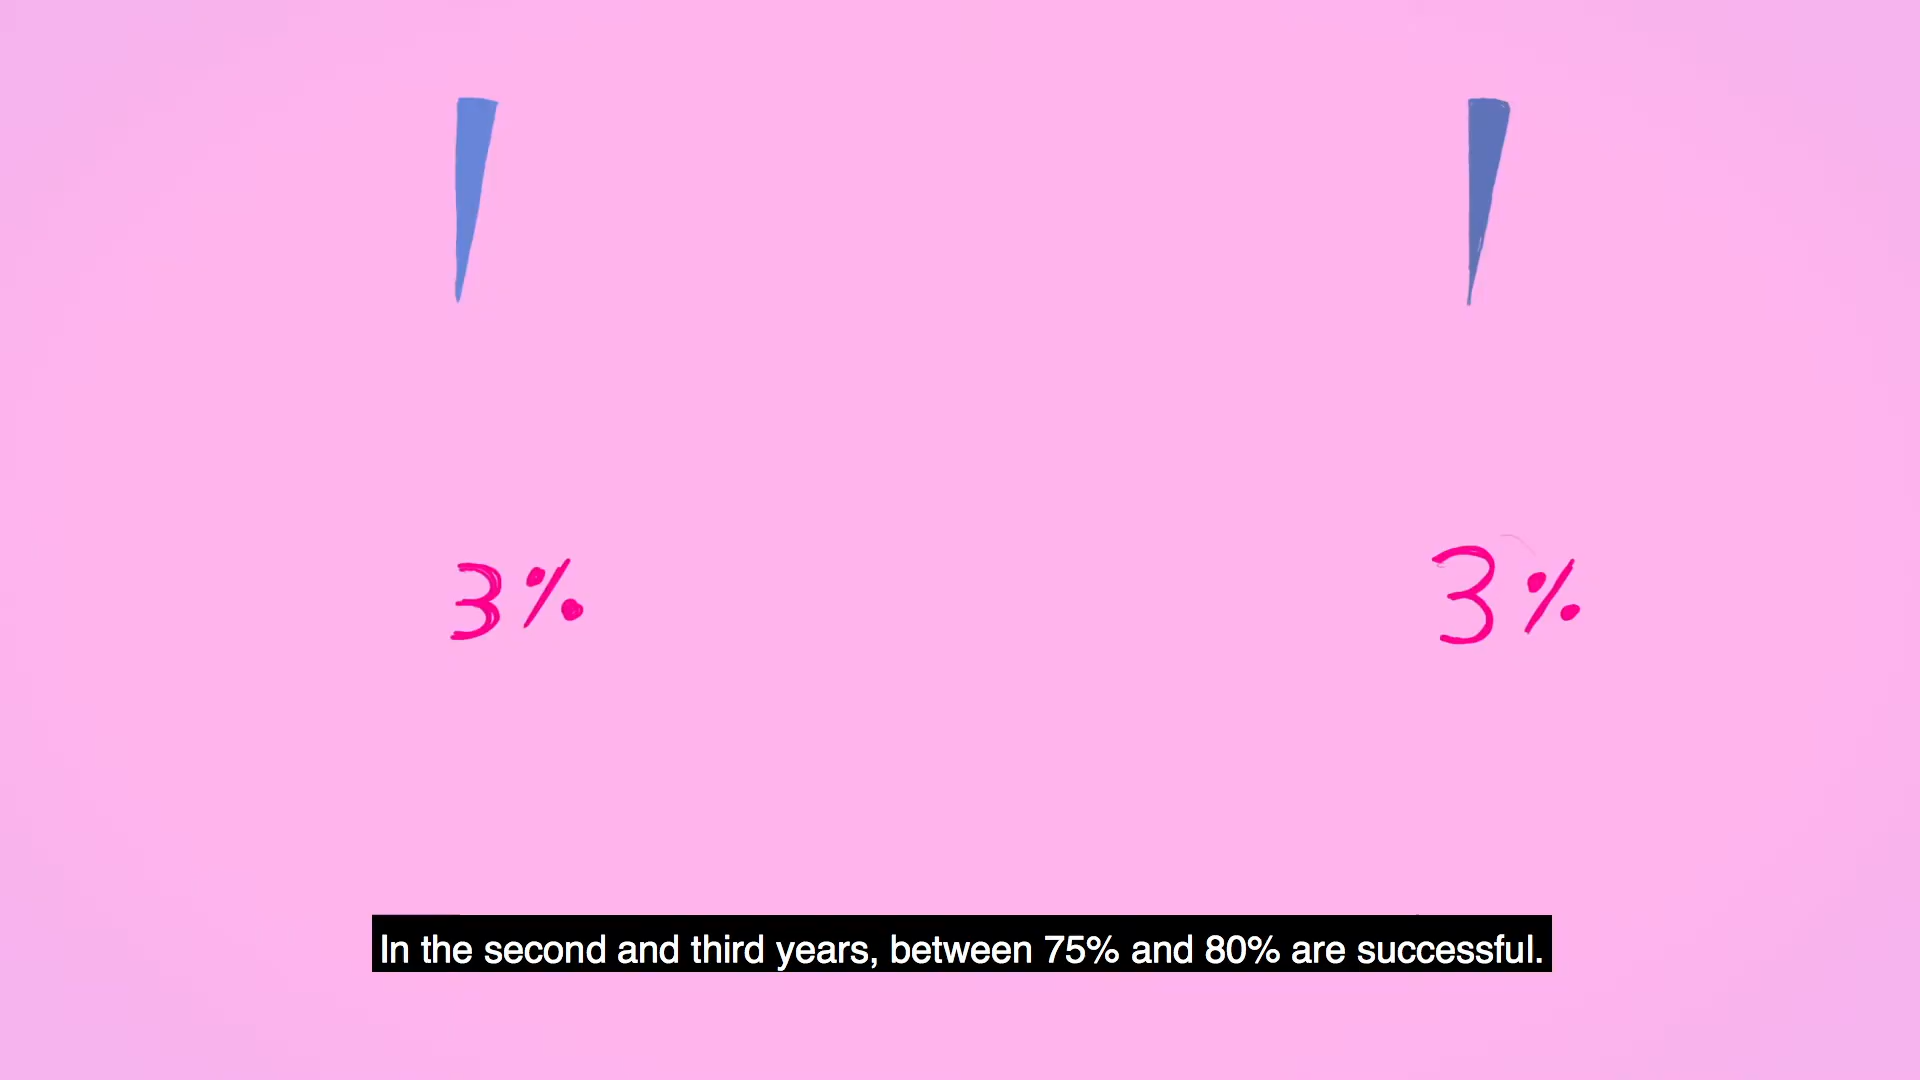 3% 3%
In the second and third years, between 75% and 80% are successful.